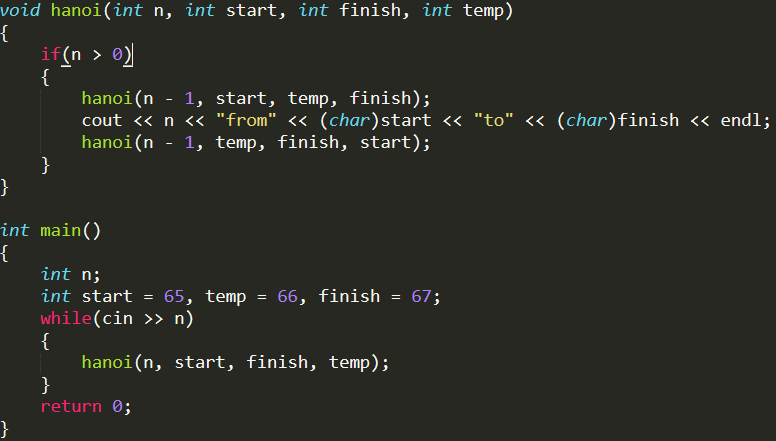 void hanoi(int n, int start, int finish, int temp)
{
    if(n > 0)
    {
        hanoi(n - 1, start, temp, finish);
        cout << n << "from" << (char)start << "to" << (char)finish << endl;
        hanoi(n - 1, temp, finish, start);
    }
}

int main()
{
    int n;
    int start = 65, temp = 66, finish = 67;
    while(cin >> n)
    {
        hanoi(n, start, finish, temp);
    }
    return 0;
}